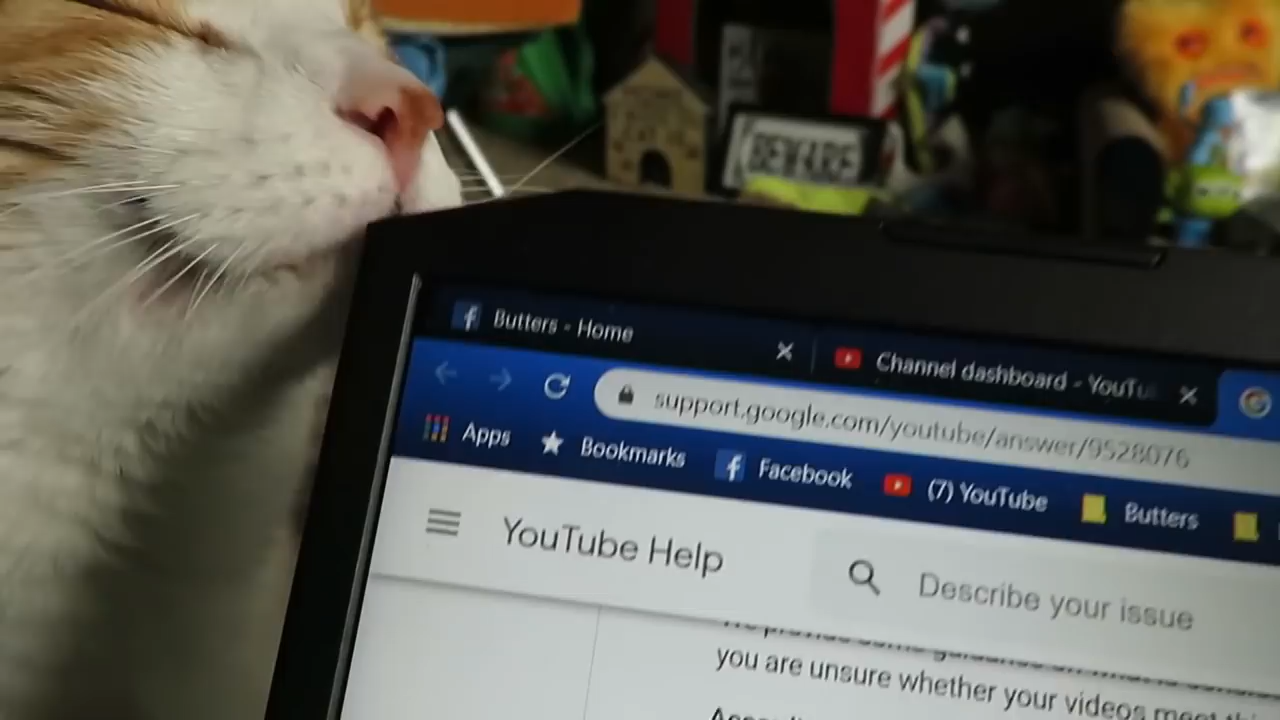 BEWARE
Butters - Home
Channel dashboard - YouTu
support.google.com/youtube/answer/9528076
Apps Bookmarks Facebook (7) YouTube Butters
YouTube Help
Describe your issue
you are unsure whether your videos meet